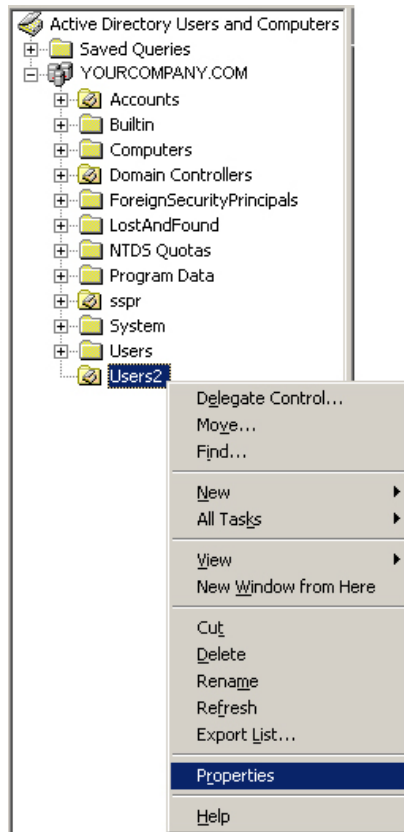 Active Directory Users and Computers
Saved Queries
YOURCOMPANY.COM
Accounts
Builtin
Computers
Domain Controllers
ForeignSecurityPrincipals
LostAndFound
NTDS Quotas
Program Data
sspr
System
Users
Users2
Delegate Control...
Move...
Find...
New
All Tasks
View
New Window from Here
Cut
Delete
Rename
Refresh
Export List...
Properties
Help